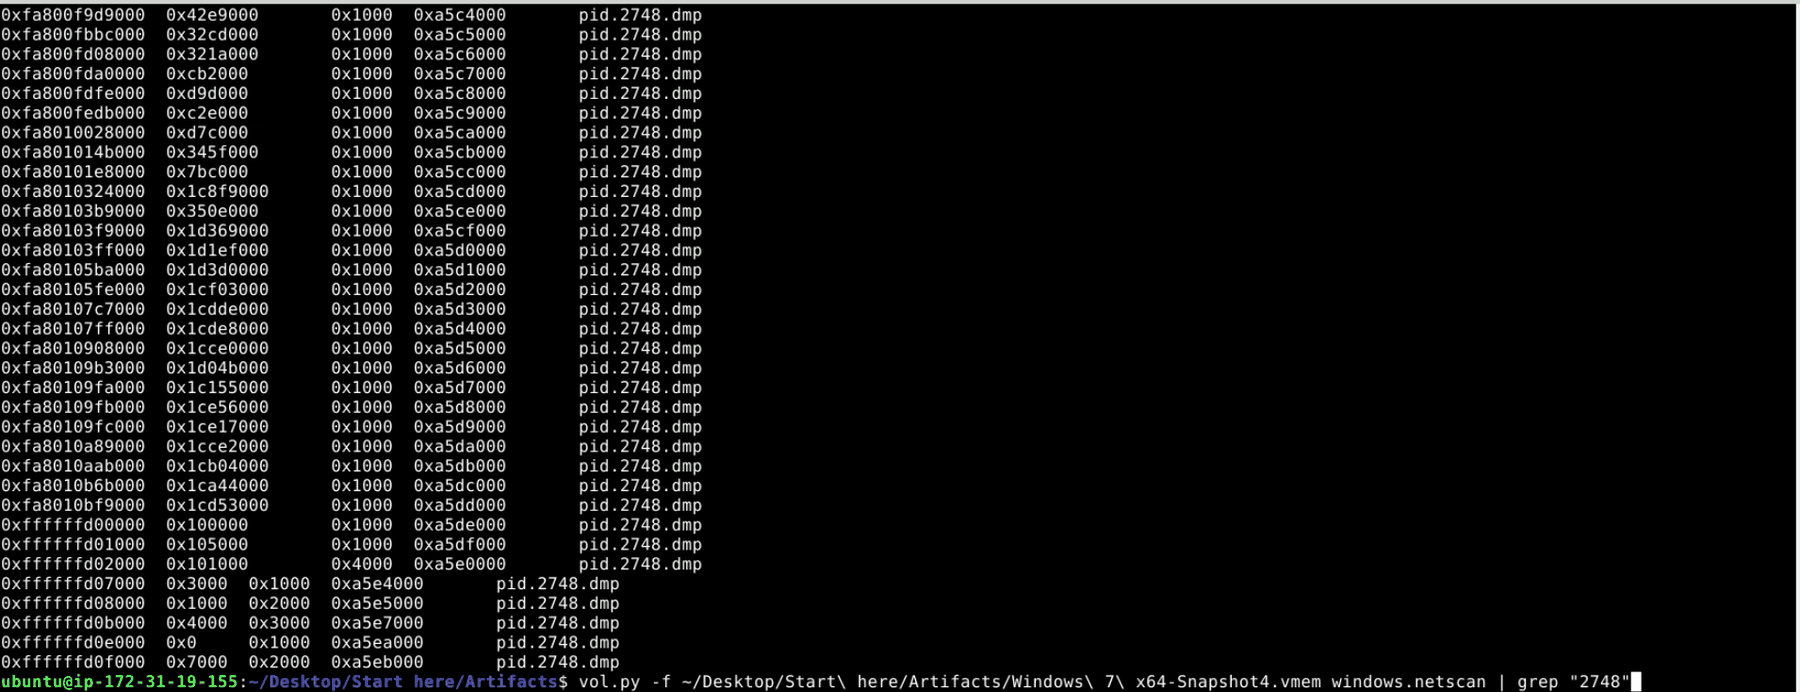 0xfa800f9d9000 0x42e9000 0x1000 0xa5c4000 pid.2748.dmp
0xfa800fbbc000 0x32cd000 0x1000 0xa5c5000 pid.2748.dmp
0xfa800fd08000 0x321a000 0x1000 0xa5c6000 pid.2748.dmp
0xfa800fda0000 0xcb2000 0x1000 0xa5c7000 pid.2748.dmp
0xfa800fdfe000 0xd9d000 0x1000 0xa5c8000 pid.2748.dmp
0xfa800fedb000 0xc2e000 0x1000 0xa5c9000 pid.2748.dmp
0xfa8010028000 0xd7c000 0x1000 0xa5ca000 pid.2748.dmp
0xfa801014b000 0x345f000 0x1000 0xa5cb000 pid.2748.dmp
0xfa80101e8000 0x7bc000 0x1000 0xa5cc000 pid.2748.dmp
0xfa8010324000 0x1c8f9000 0x1000 0xa5cd000 pid.2748.dmp
0xfa80103b9000 0x350e000 0x1000 0xa5ce000 pid.2748.dmp
0xfa80103f9000 0x1d369000 0x1000 0xa5cf000 pid.2748.dmp
0xfa80103ff000 0x1d1ef000 0x1000 0xa5d0000 pid.2748.dmp
0xfa80105ba000 0x1d3d0000 0x1000 0xa5d1000 pid.2748.dmp
0xfa80105fe000 0x1cf03000 0x1000 0xa5d2000 pid.2748.dmp
0xfa80107c7000 0x1cdde000 0x1000 0xa5d3000 pid.2748.dmp
0xfa80107ff000 0x1cde8000 0x1000 0xa5d4000 pid.2748.dmp
0xfa8010908000 0x1cce0000 0x1000 0xa5d5000 pid.2748.dmp
0xfa80109b3000 0x1d04b000 0x1000 0xa5d6000 pid.2748.dmp
0xfa80109fa000 0x1c155000 0x1000 0xa5d7000 pid.2748.dmp
0xfa80109fb000 0x1ce56000 0x1000 0xa5d8000 pid.2748.dmp
0xfa80109fc000 0x1ce17000 0x1000 0xa5d9000 pid.2748.dmp
0xfa8010a89000 0x1cce2000 0x1000 0xa5da000 pid.2748.dmp
0xfa8010aab000 0x1cb04000 0x1000 0xa5db000 pid.2748.dmp
0xfa8010b6b000 0x1ca44000 0x1000 0xa5dc000 pid.2748.dmp
0xfa8010bf9000 0x1cd53000 0x1000 0xa5dd000 pid.2748.dmp
0xffffffd00000 0x100000 0x1000 0xa5de000 pid.2748.dmp
0xffffffd01000 0x105000 0x1000 0xa5df000 pid.2748.dmp
0xffffffd02000 0x101000 0x4000 0xa5e0000 pid.2748.dmp
0xffffffd07000 0x3000 0x1000 0xa5e4000 pid.2748.dmp
0xffffffd08000 0x1000 0x2000 0xa5e5000 pid.2748.dmp
0xffffffd0b000 0x4000 0x3000 0xa5e7000 pid.2748.dmp
0xffffffd0e000 0x0 0x1000 0xa5ea000 pid.2748.dmp
0xffffffd0f000 0x7000 0x2000 0xa5eb000 pid.2748.dmp
ubuntu@ip-172-31-19-155:~/Desktop/Start here/Artifacts$ vol.py -f ~/Desktop/Start\ here/Artifacts/Windows\ 7\ x64-Snapshot4.vmem windows.netscan | grep "2748"